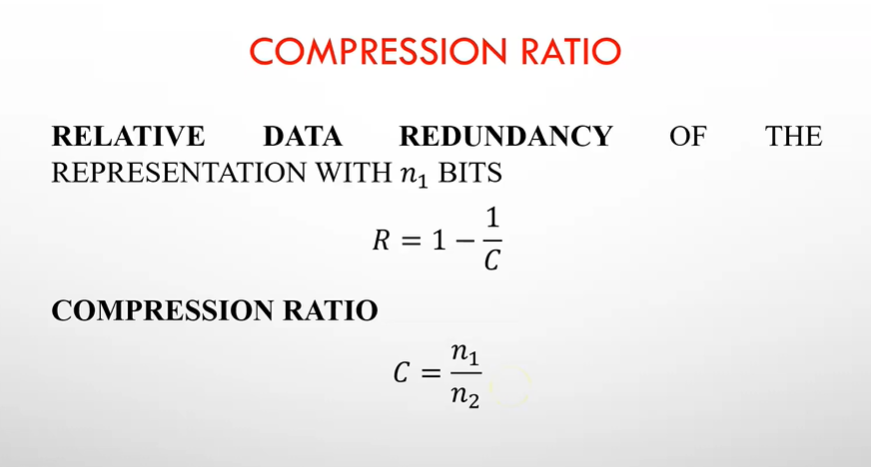 COMPRESSION RATIO
RELATIVE DATA REDUNDANCY OF THE
REPRESENTATION WITH n₁ BITS
R = 1 − 1/C
COMPRESSION RATIO
C = n₁/n₂